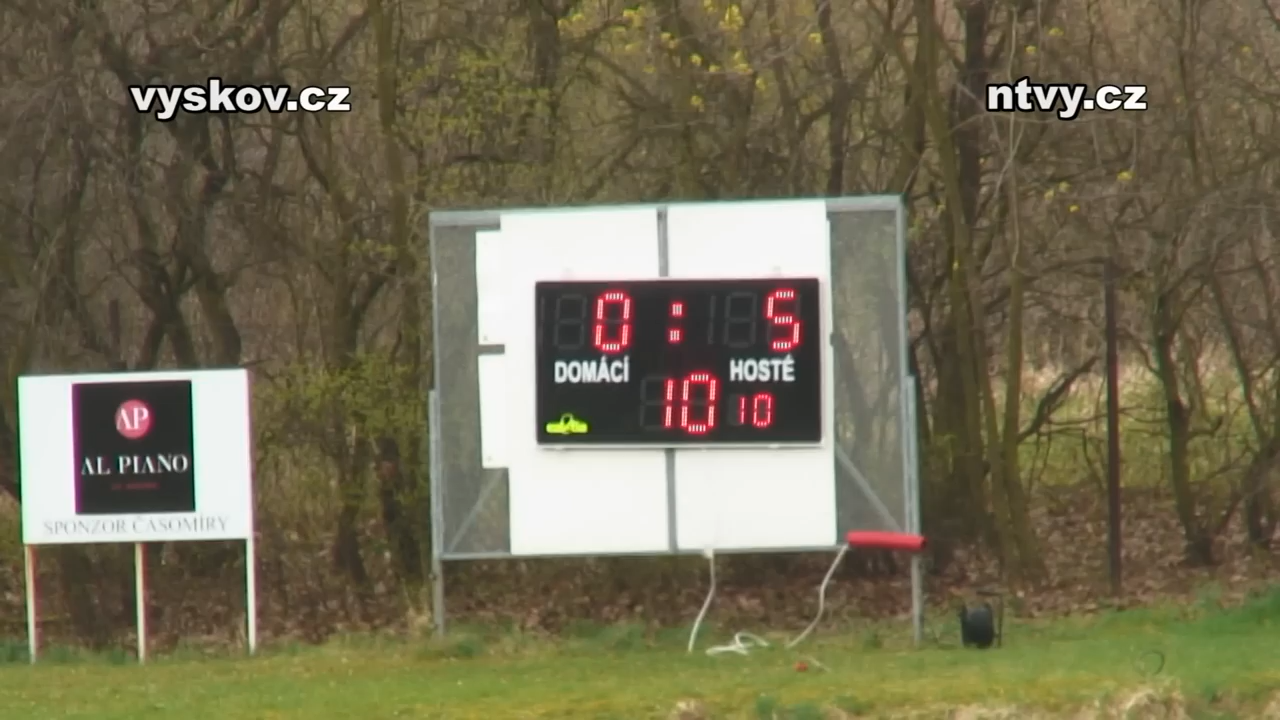 vyskov.cz
ntvy.cz
0 : 5
DOMÁCÍ HOSTÉ
10 10
AP
AL PIANO
SPONZOR ČASOMÍRY